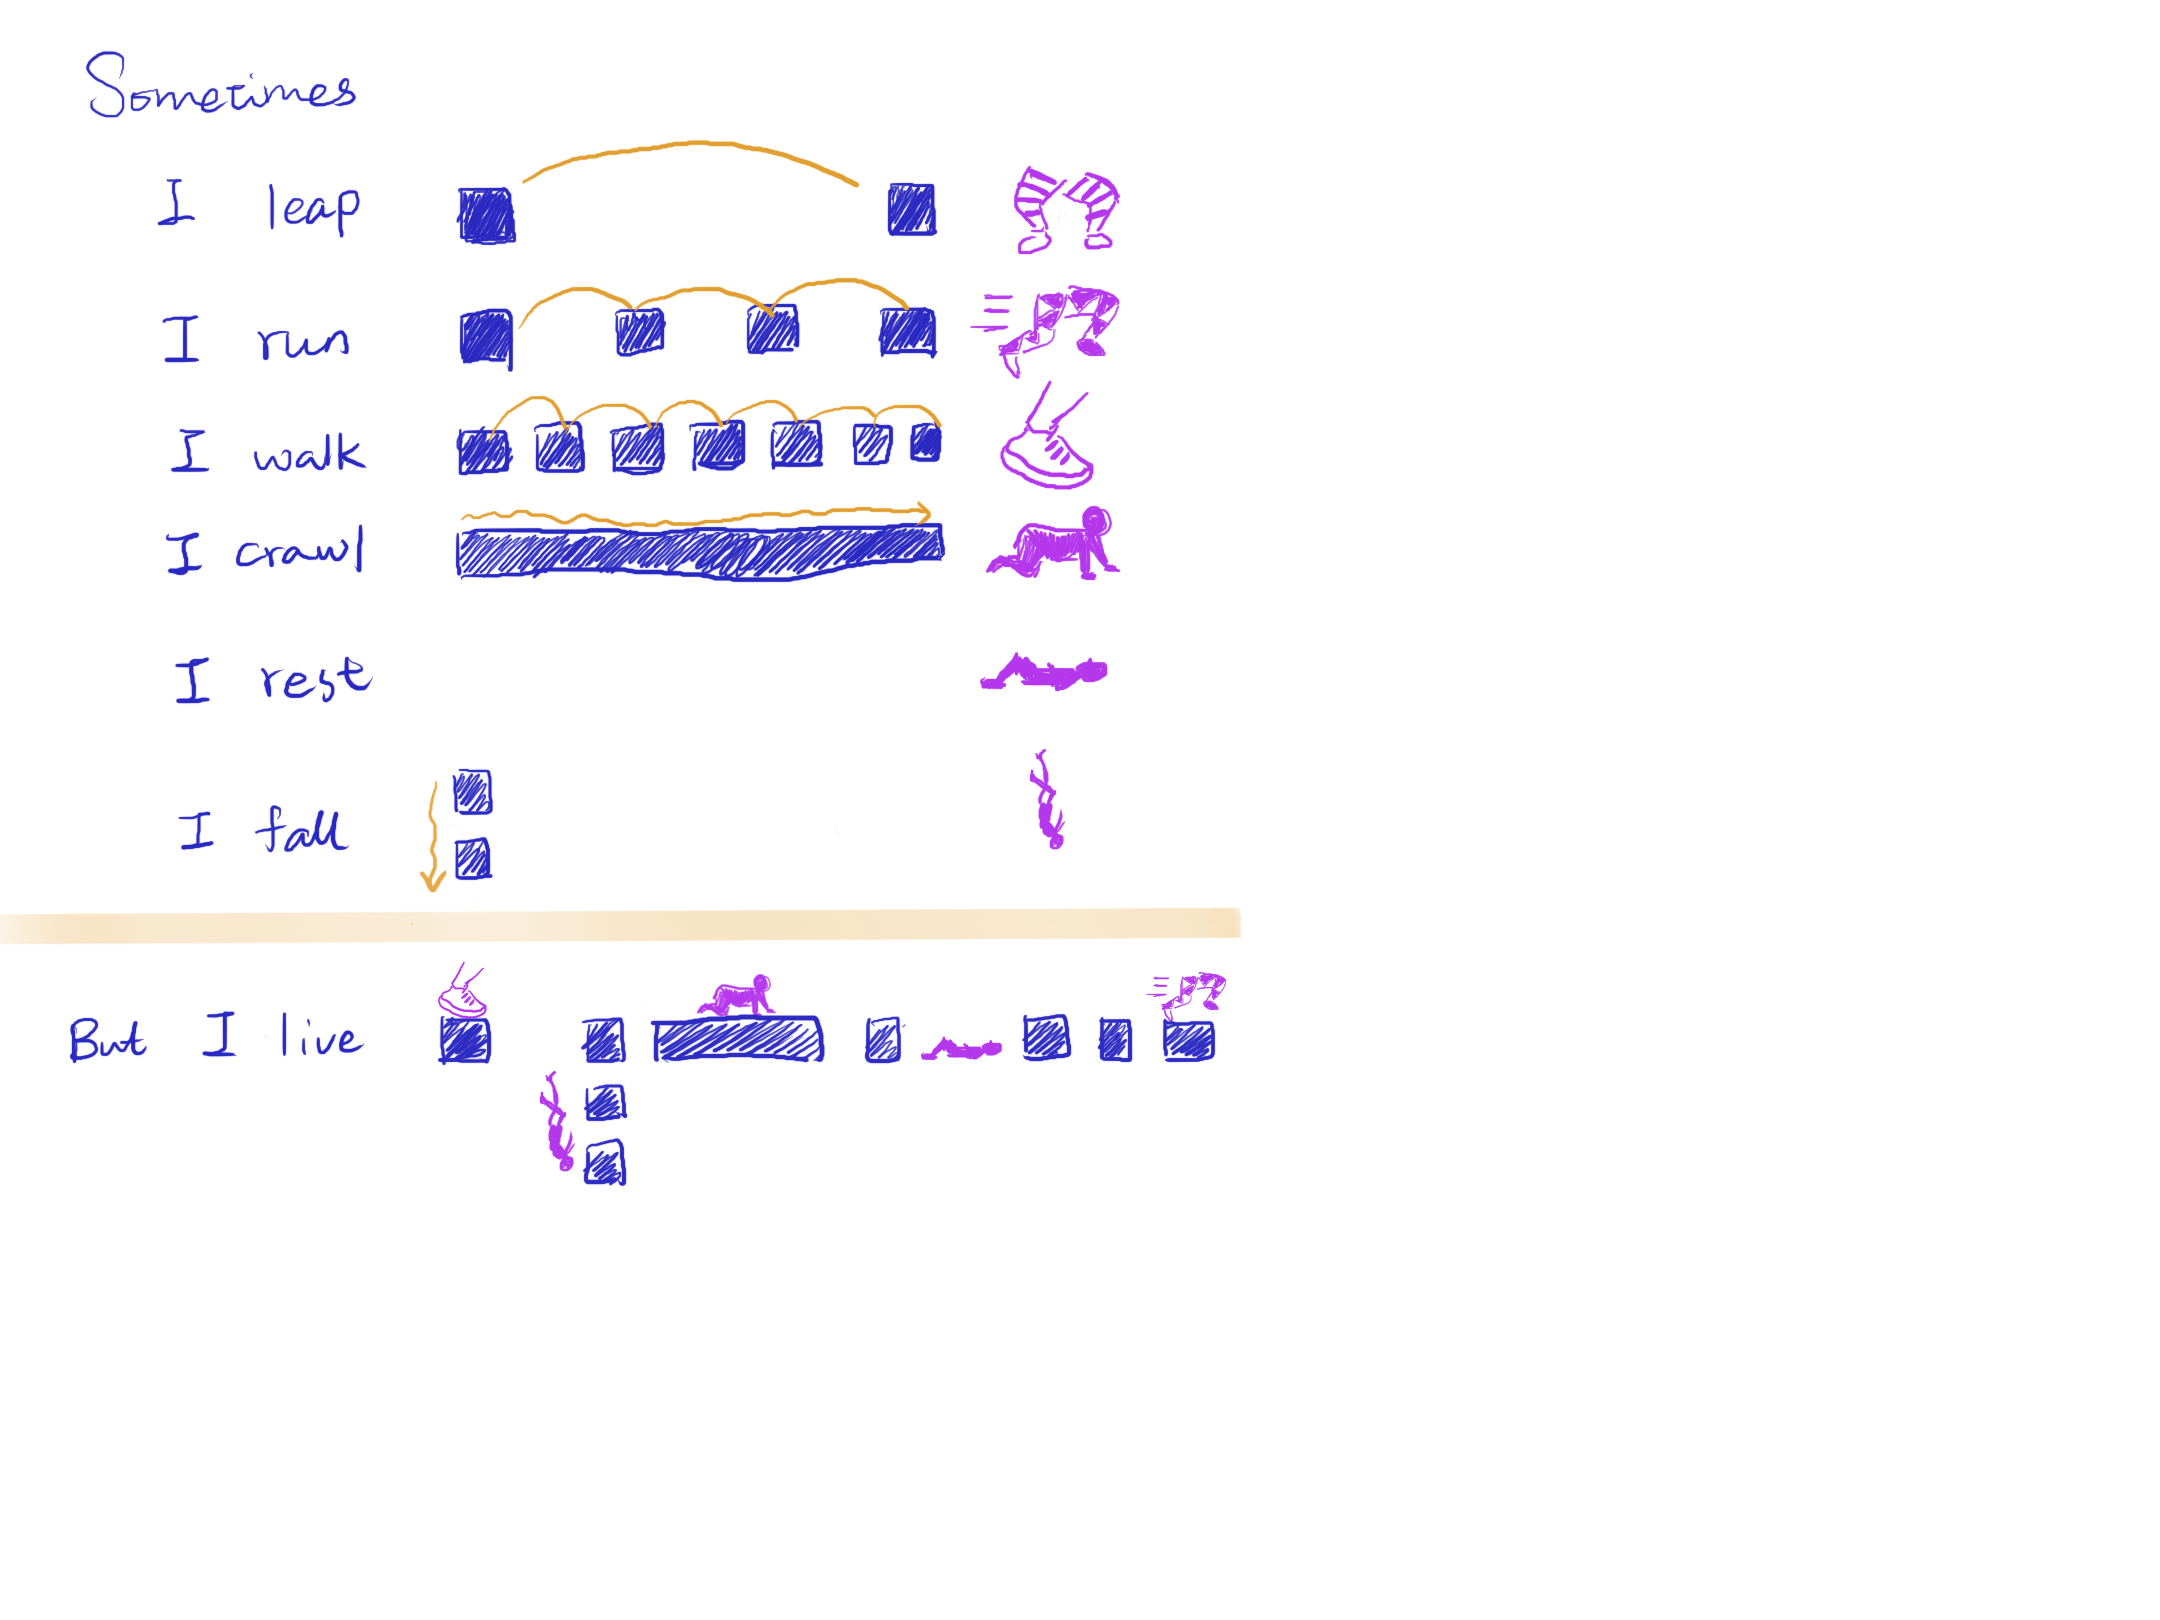 Sometimes
I leap
I run
I walk
I crawl
I rest
I fall
But I live